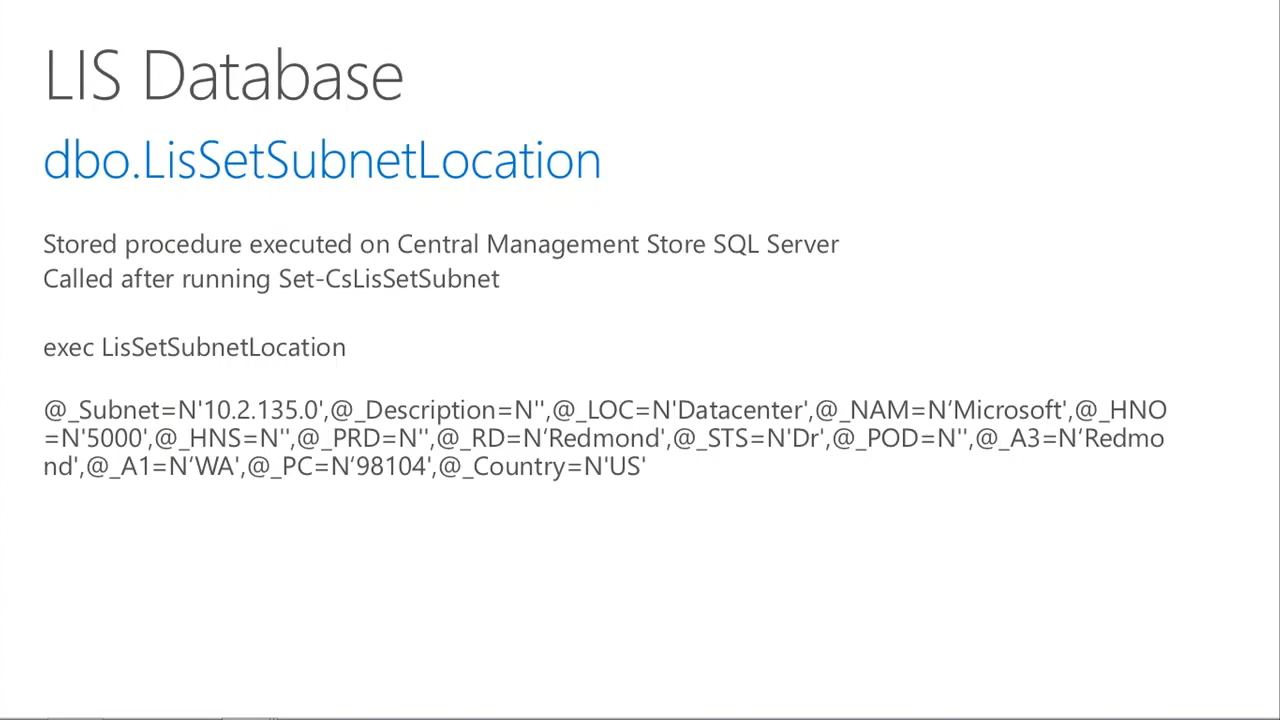 LIS Database
dbo.LisSetSubnetLocation
Stored procedure executed on Central Management Store SQL Server
Called after running Set-CsLisSetSubnet
exec LisSetSubnetLocation
@_Subnet=N'10.2.135.0',@_Description=N'',@_LOC=N'Datacenter',@_NAM=N’Microsoft',@_HNO
=N'5000',@_HNS=N'',@_PRD=N'',@_RD=N’Redmond',@_STS=N'Dr',@_POD=N'',@_A3=N’Redmo
nd',@_A1=N’WA',@_PC=N’98104',@_Country=N'US'